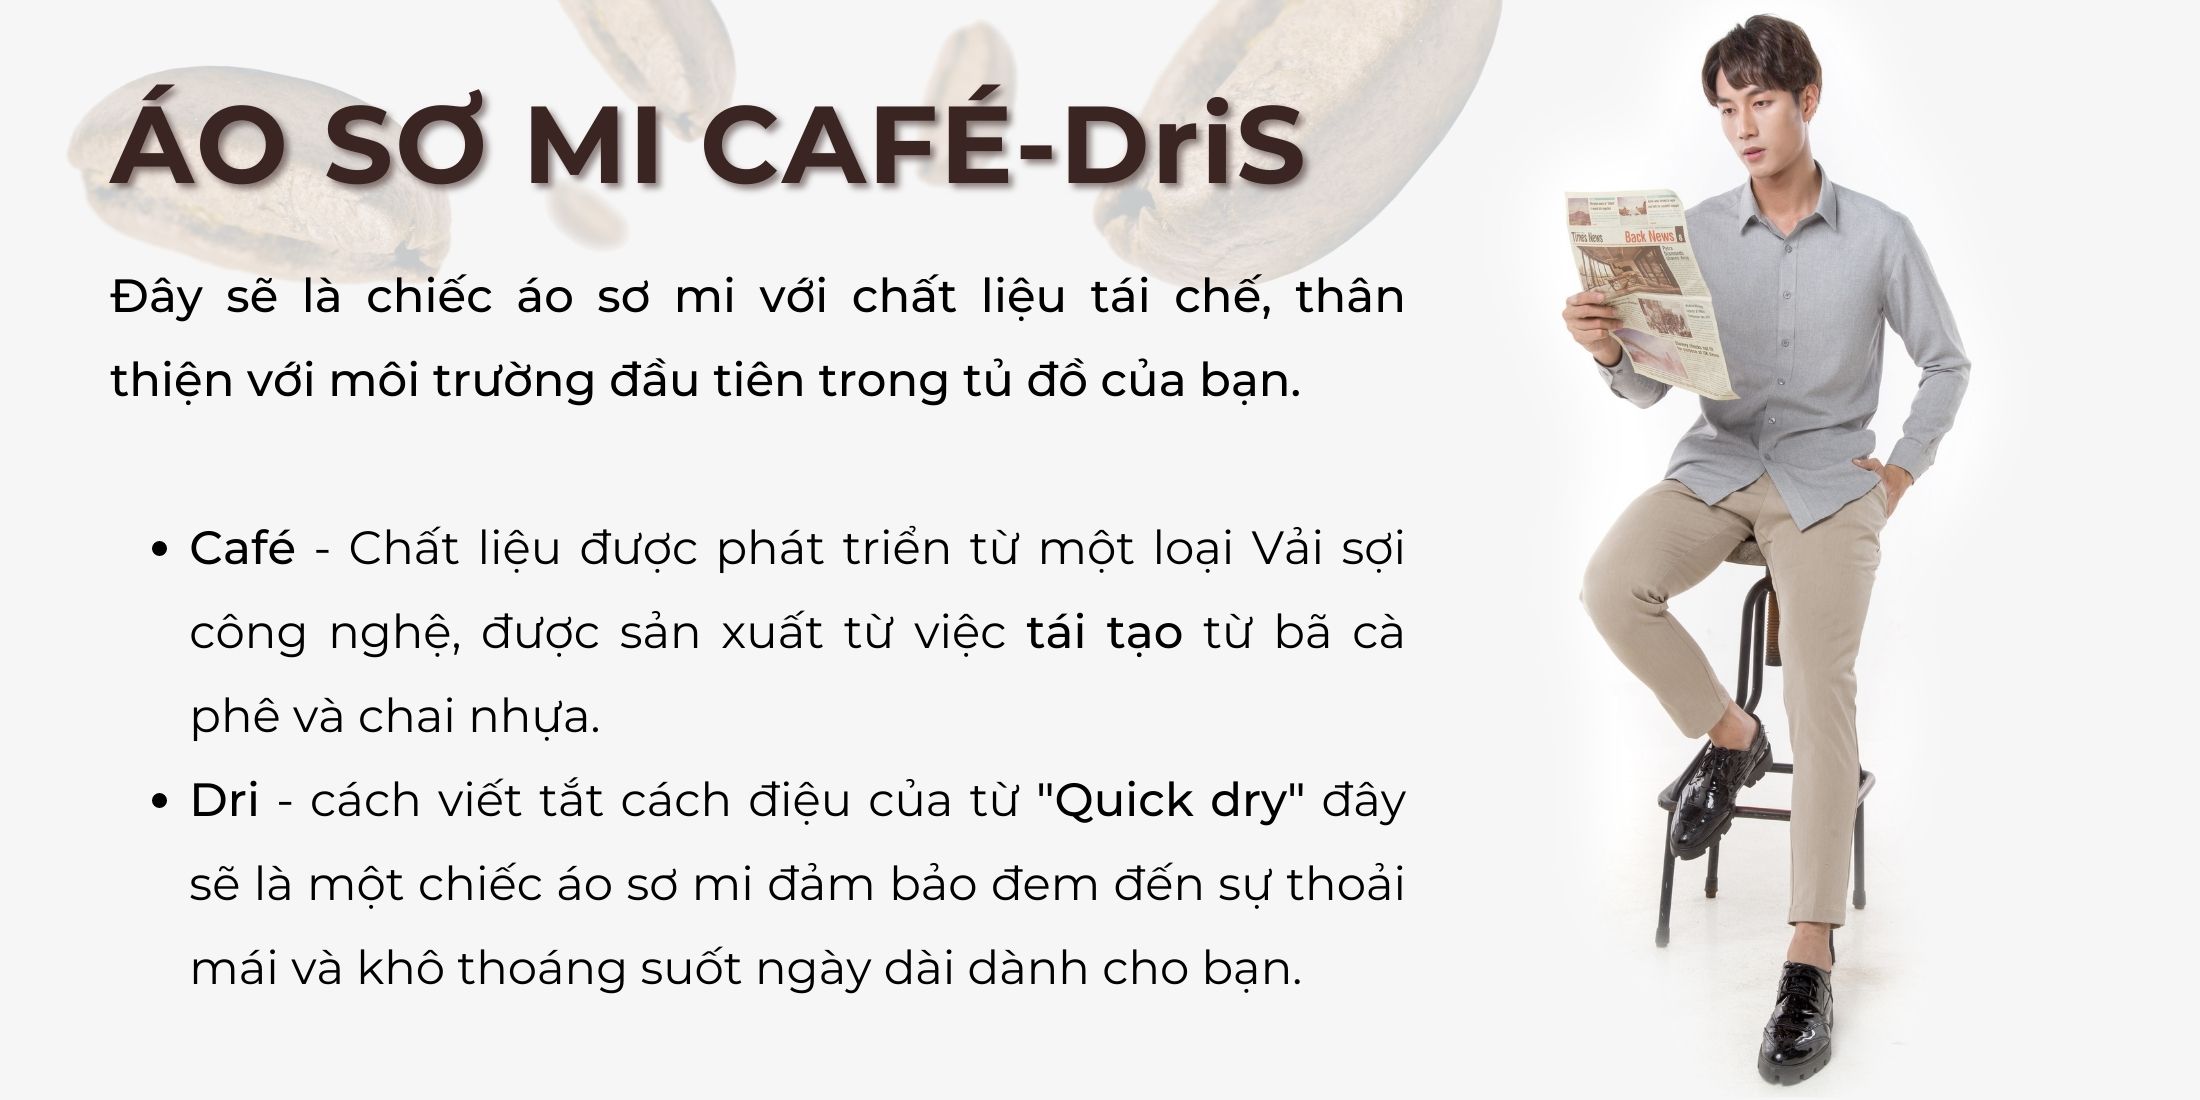 ÁO SƠ MI CAFÉ-DriS
Đây sẽ là chiếc áo sơ mi với chất liệu tái chế, thân
thiện với môi trường đầu tiên trong tủ đồ của bạn.
• Café - Chất liệu được phát triển từ một loại Vải sợi
công nghệ, được sản xuất từ việc tái tạo từ bã cà
phê và chai nhựa.
• Dri - cách viết tắt cách điệu của từ "Quick dry" đây
sẽ là một chiếc áo sơ mi đảm bảo đem đến sự thoải
mái và khô thoáng suốt ngày dài dành cho bạn.
Times News
Back News